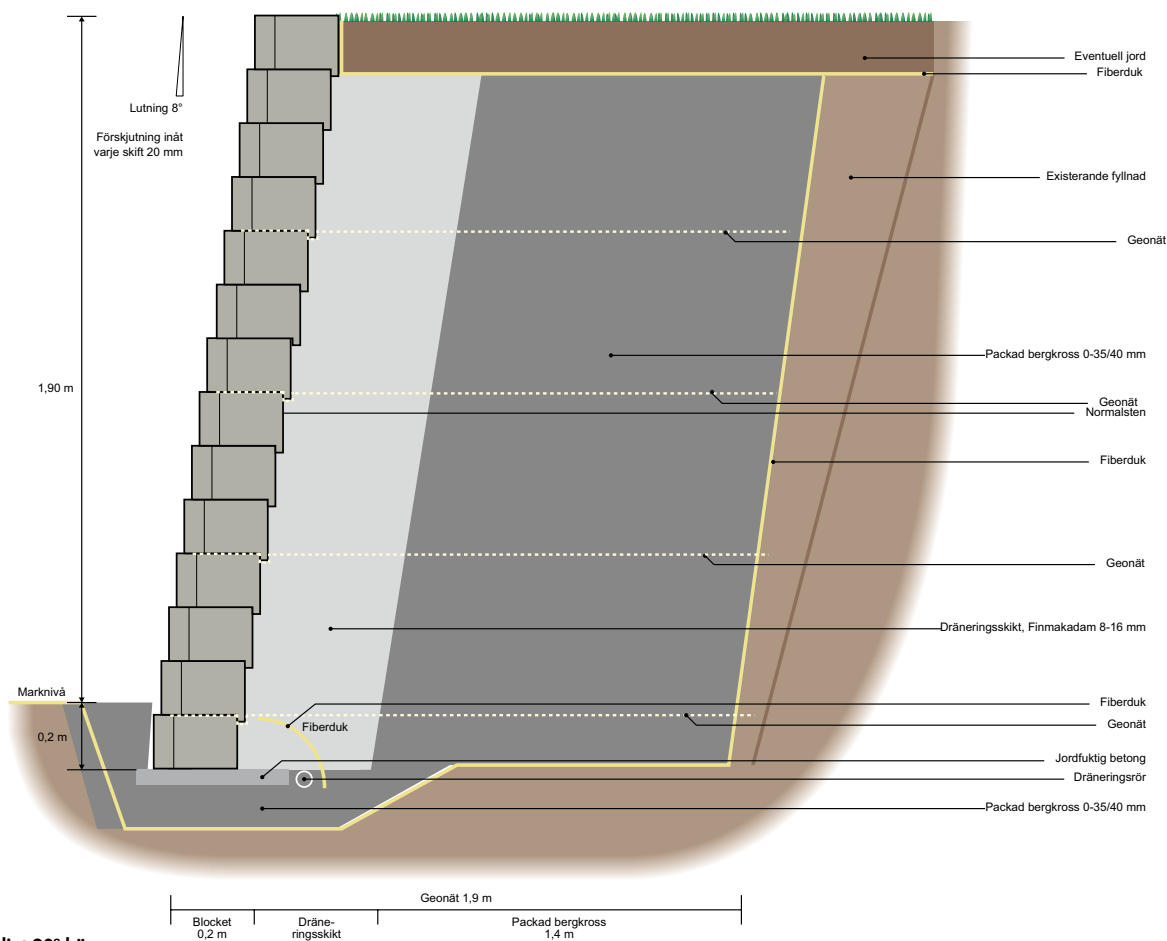 Eventuell jord
Fiberduk
Lutning 8°
Förskjutning inåt
varje skift 20 mm
Existerande fyllnad
Geonät
Packad bergkross 0-35/40 mm
1,90 m
Geonät
Normalsten
Fiberduk
Geonät
Dräneringsskikt, Finmakadam 8-16 mm
Marknivå
Fiberduk
Fiberduk
Geonät
0,2 m
Jordfuktig betong
Dräneringsrör
Packad bergkross 0-35/40 mm
Geonät 1,9 m
Blocket
0,2 m
Dräne-
ringsskikt
Packad bergkross
1,4 m